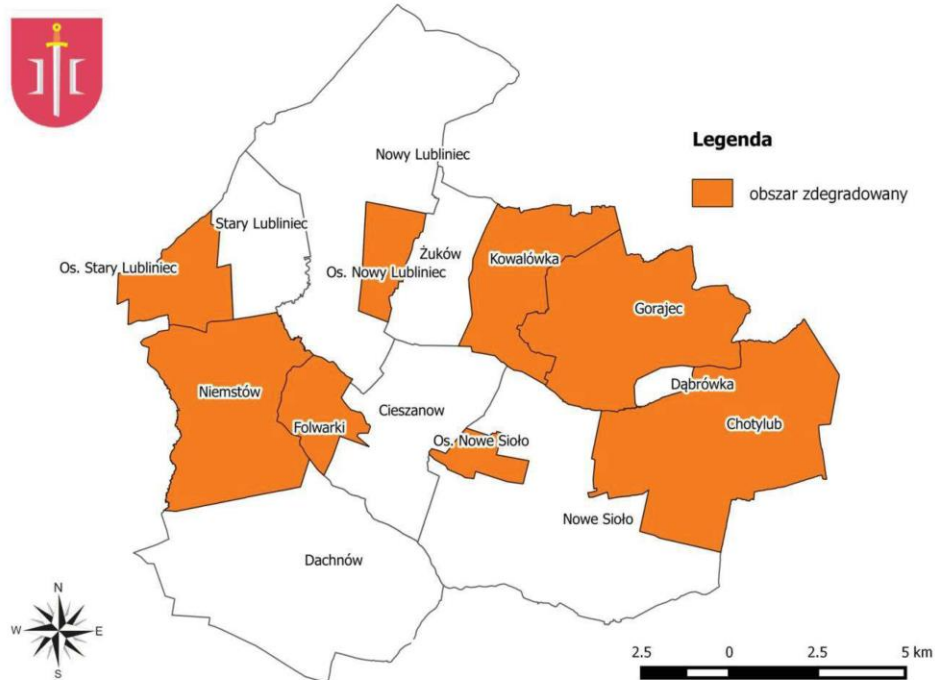 Legenda
obszar zdegradowany
Nowy Lubliniec
Stary Lubliniec
Żuków
Kowalówka
Os. Stary Lubliniec
Os. Nowy Lubliniec
Gorajec
Niemstów
Dąbrówka
Cieszanow
Folwarki
Chotylub
Os. Nowe Sioło
Nowe Sioło
Dachnów
N
W
E
S
2.5 0 2.5 5 km